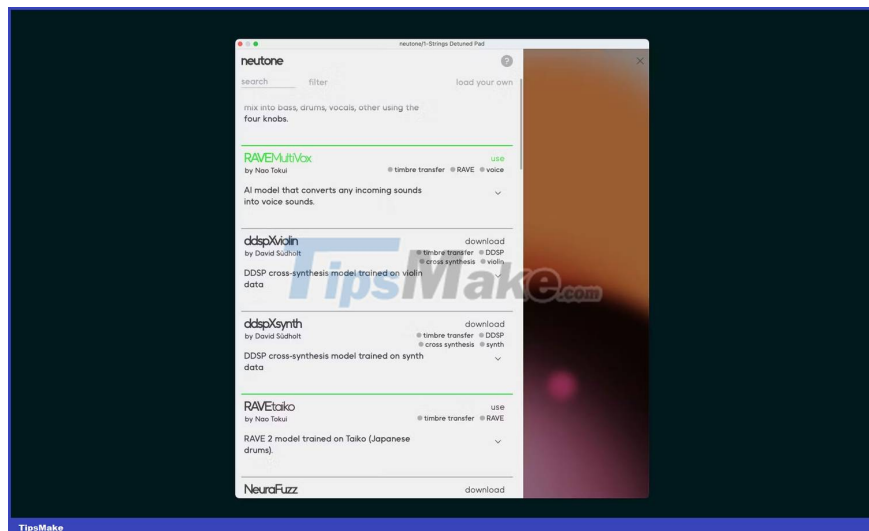 neutone/1-Strings Detuned Pad
neutone
?
search filter load your own
mix into bass, drums, vocals, other using the
four knobs.
RAVEMultiVox use
by Nao Tokui timbre transfer RAVE voice
AI model that converts any incoming sounds
into voice sounds.
ddspXviolin download
by David Südholt timbre transfer DDSP
cross synthesis violin
DDSP cross-synthesis model trained on violin
data
TipsMake.com
ddspXsynth download
by David Südholt timbre transfer DDSP
cross synthesis synth
DDSP cross-synthesis model trained on synth
data
RAVEtaiko use
by Nao Tokui timbre transfer RAVE
RAVE 2 model trained on Taiko (Japanese
drums).
NeuraFuzz download
TipsMake